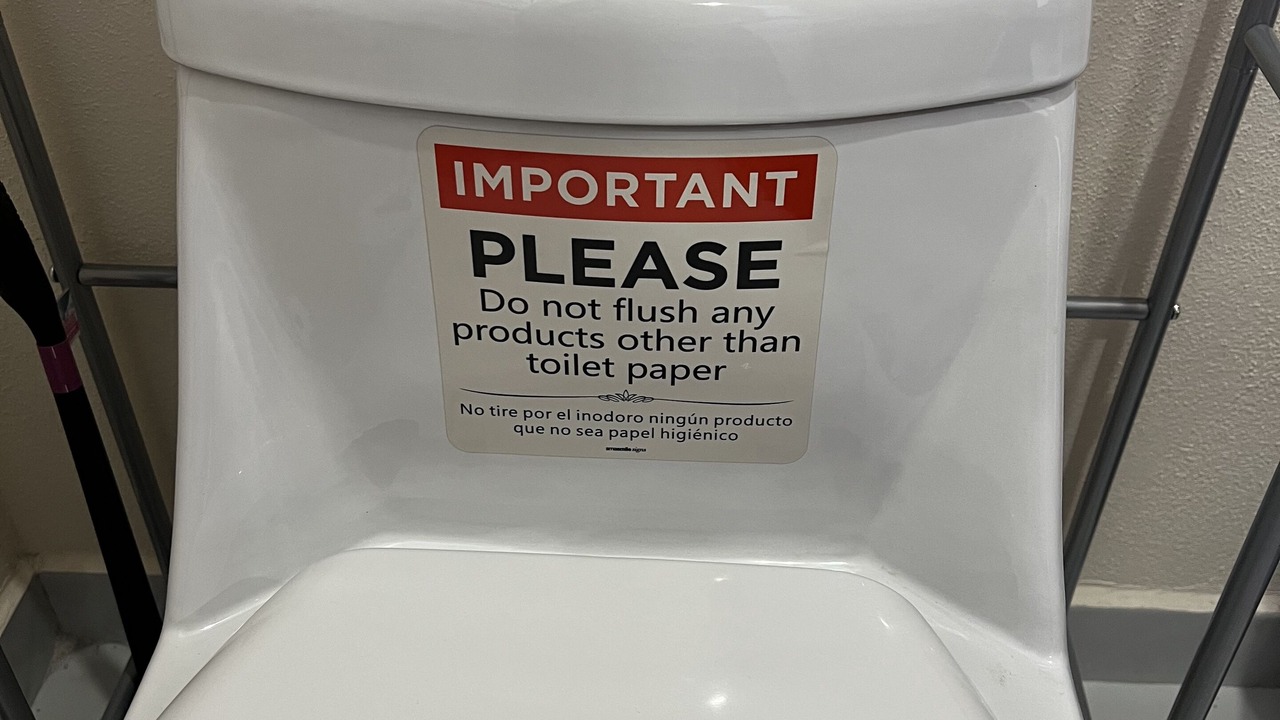 IMPORTANT
PLEASE
Do not flush any
products other than
toilet paper
No tire por el inodoro ningún producto
que no sea papel higiénico